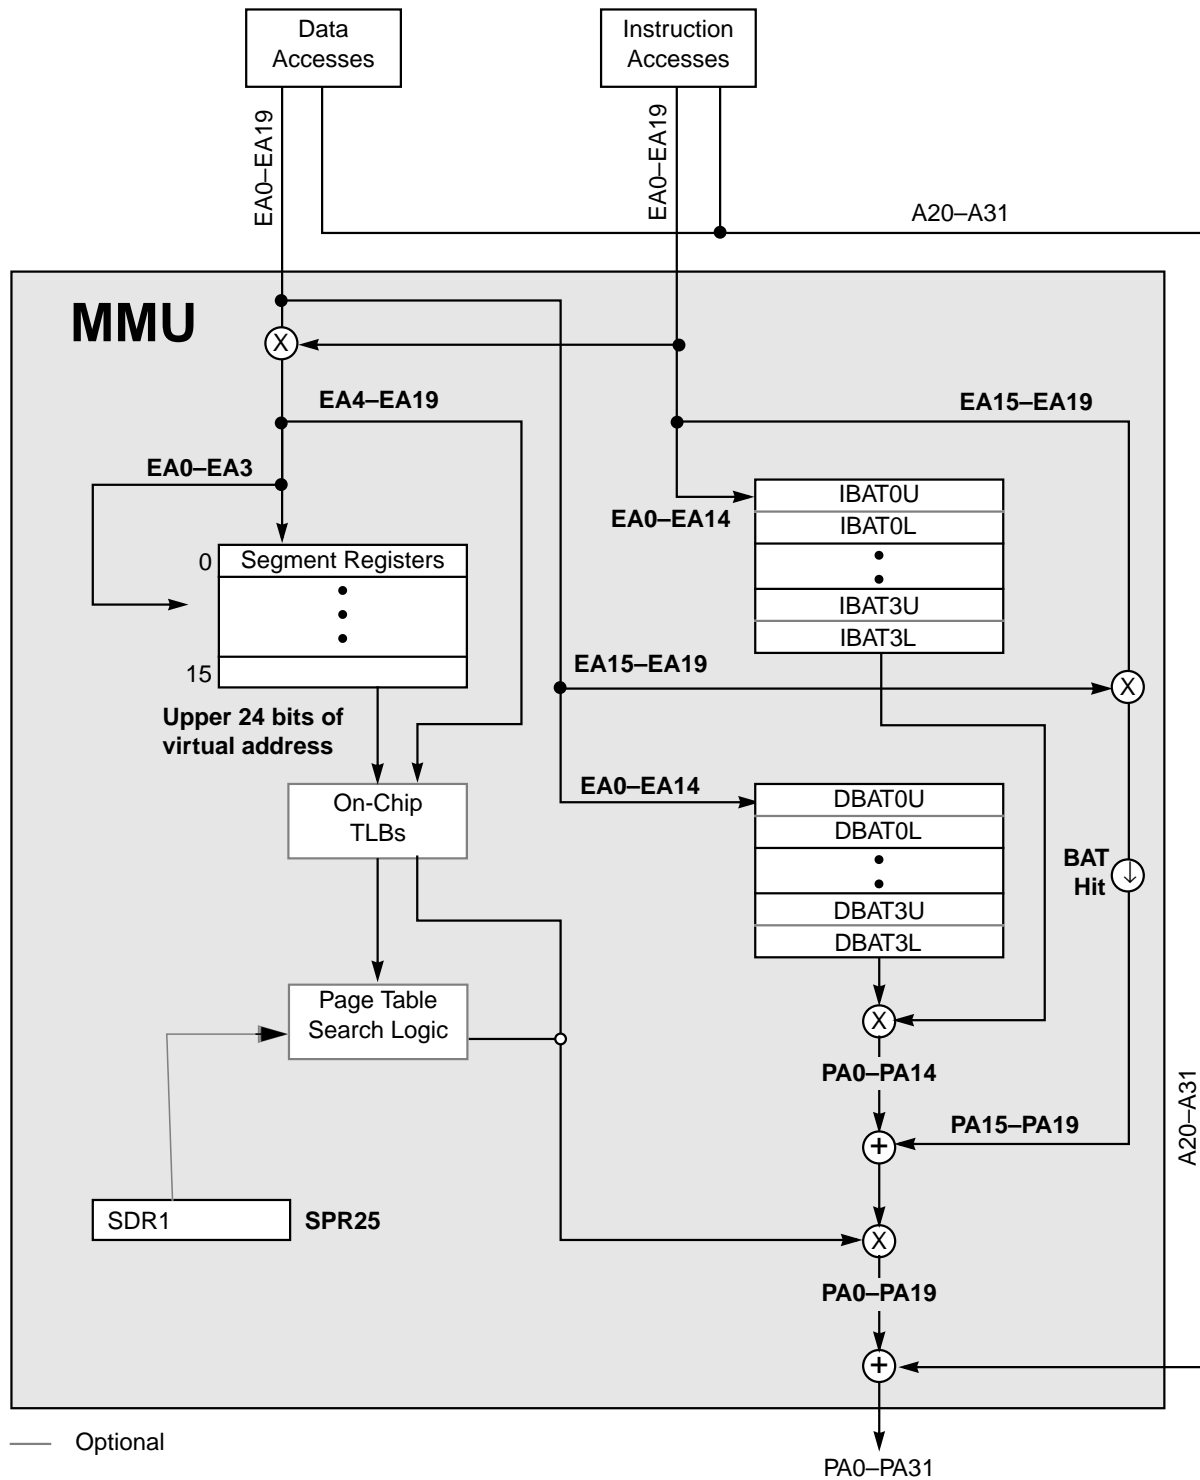 Data
Accesses
Instruction
Accesses
EA0–EA19
EA0–EA19
A20–A31
MMU
X
EA4–EA19
EA15–EA19
EA0–EA3
IBAT0U
EA0–EA14
IBAT0L
0
Segment Registers
IBAT3U
IBAT3L
15
EA15–EA19
X
Upper 24 bits of
virtual address
EA0–EA14
DBAT0U
On-Chip
TLBs
DBAT0L
BAT
Hit
DBAT3U
DBAT3L
Page Table
Search Logic
X
PA0–PA14
A20–A31
PA15–PA19
+
SDR1
SPR25
X
PA0–PA19
+
Optional
PA0–PA31